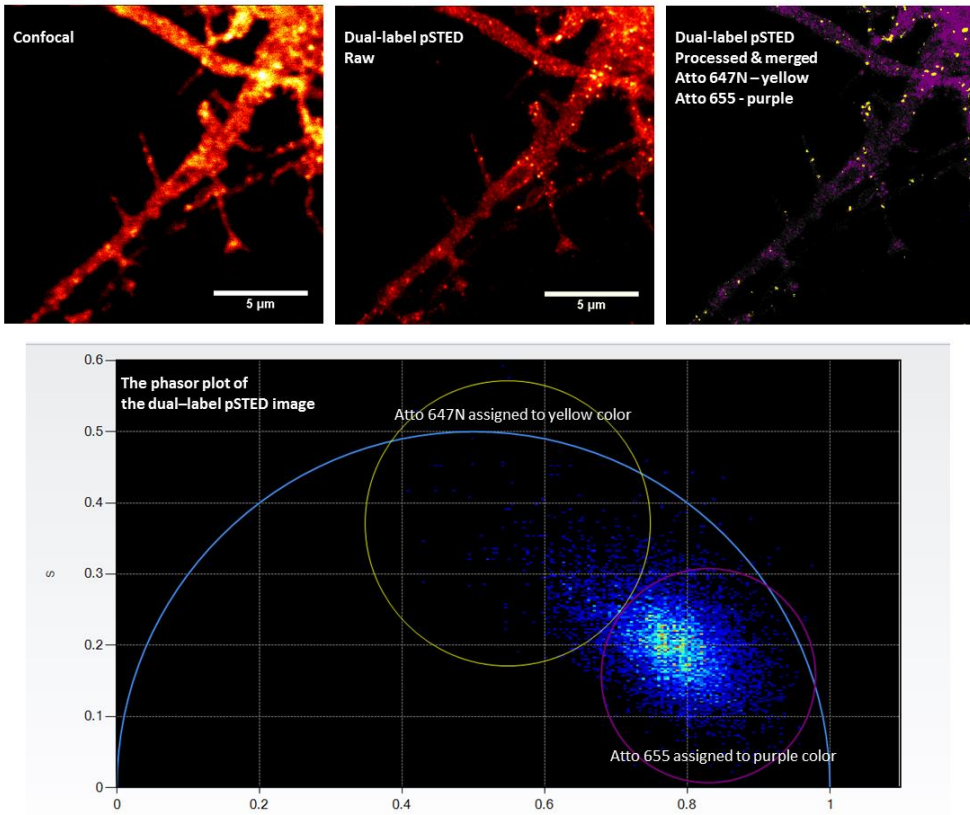 Confocal
5 µm
Dual-label pSTED
Raw
5 µm
Dual-label pSTED
Processed & merged
Atto 647N – yellow
Atto 655 - purple
The phasor plot of
the dual–label pSTED image
Atto 647N assigned to yellow color
Atto 655 assigned to purple color
s
0.6
0.5
0.4
0.3
0.2
0.1
0
0
0.2
0.4
0.6
0.8
1